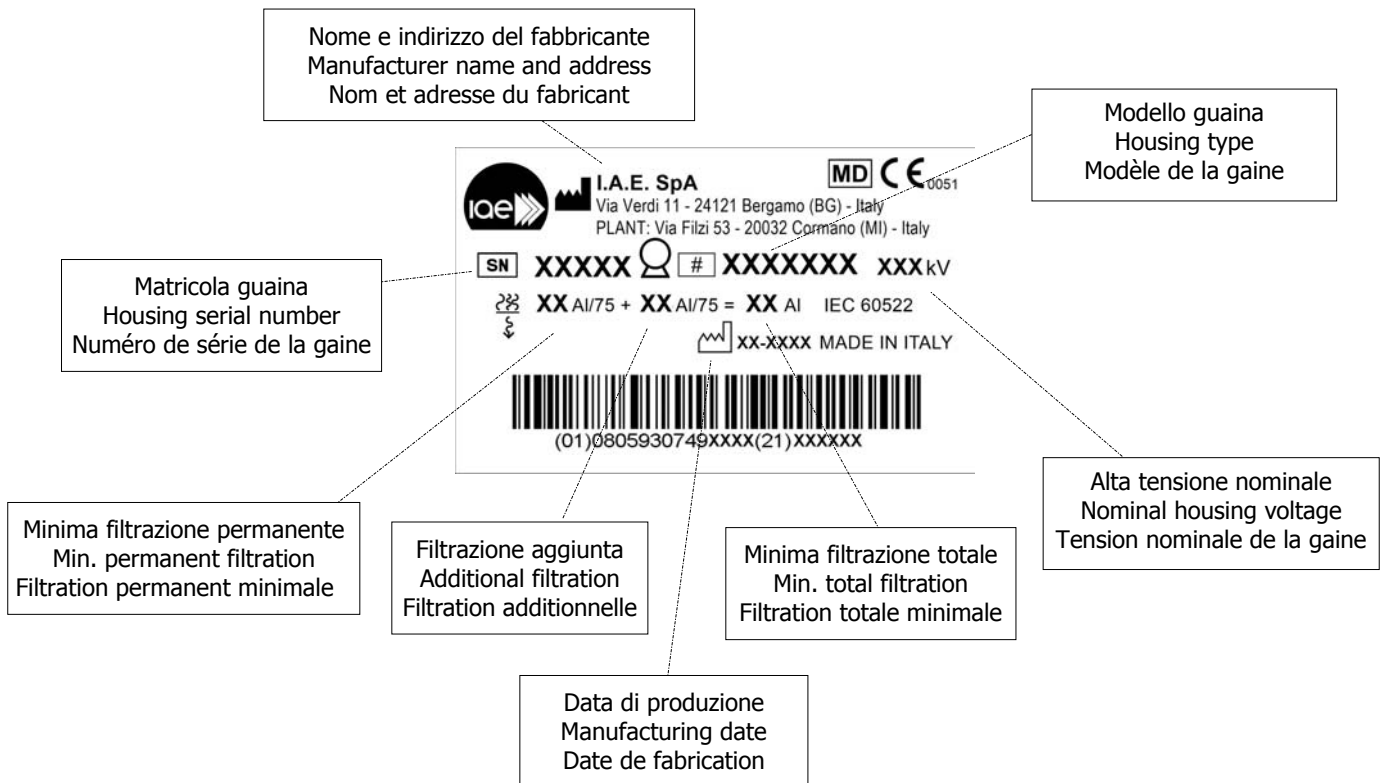 Nome e indirizzo del fabbricante
Manufacturer name and address
Nom et adresse du fabricant
Modello guaina
Housing type
Modèle de la gaine
iae
I.A.E. SpA
MD CE 0051
Via Verdi 11 - 24121 Bergamo (BG) - Italy
PLANT: Via Filzi 53 - 20032 Cormano (MI) - Italy
SN XXXXX # XXXXXXX XXX kV
XX Al/75 + XX Al/75 = XX Al IEC 60522
XX-XXXX MADE IN ITALY
(01)0805930749XXXX(21)XXXXXX
Matricola guaina
Housing serial number
Numéro de série de la gaine
Alta tensione nominale
Nominal housing voltage
Tension nominale de la gaine
Minima filtrazione permanente
Min. permanent filtration
Filtration permanent minimale
Filtrazione aggiunta
Additional filtration
Filtration additionnelle
Minima filtrazione totale
Min. total filtration
Filtration totale minimale
Data di produzione
Manufacturing date
Date de fabrication